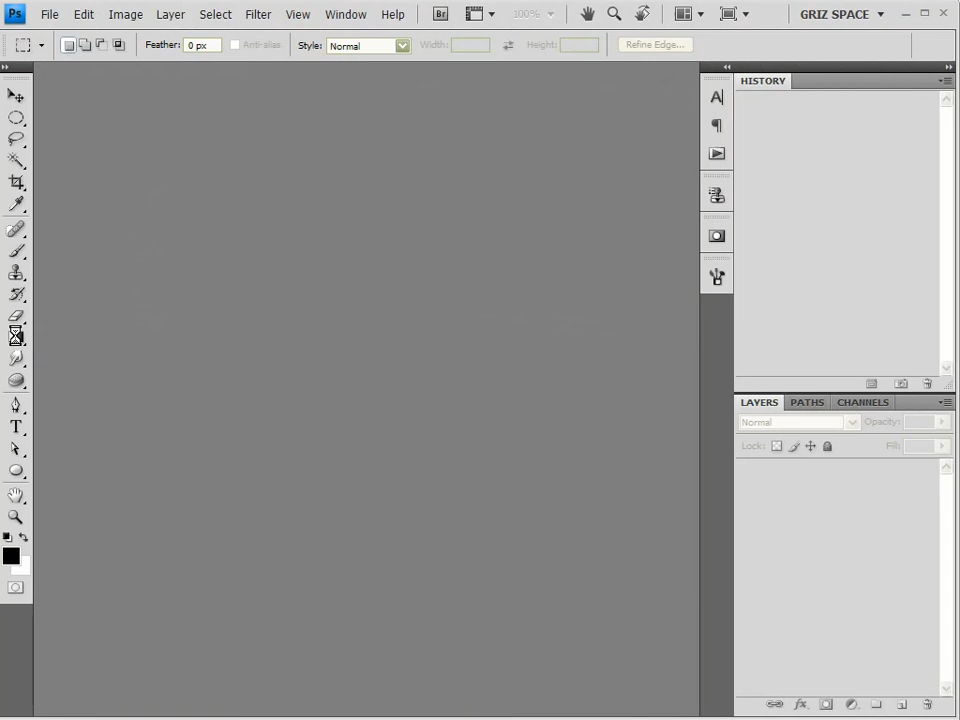 Ps File Edit Image Layer Select Filter View Window Help Br 100% GRIZ SPACE
Feather: 0 px Anti-alias Style: Normal Width: Height: Refine Edge...
HISTORY
A
T
LAYERS PATHS CHANNELS
Normal Opacity:
Lock: Fill:
fx